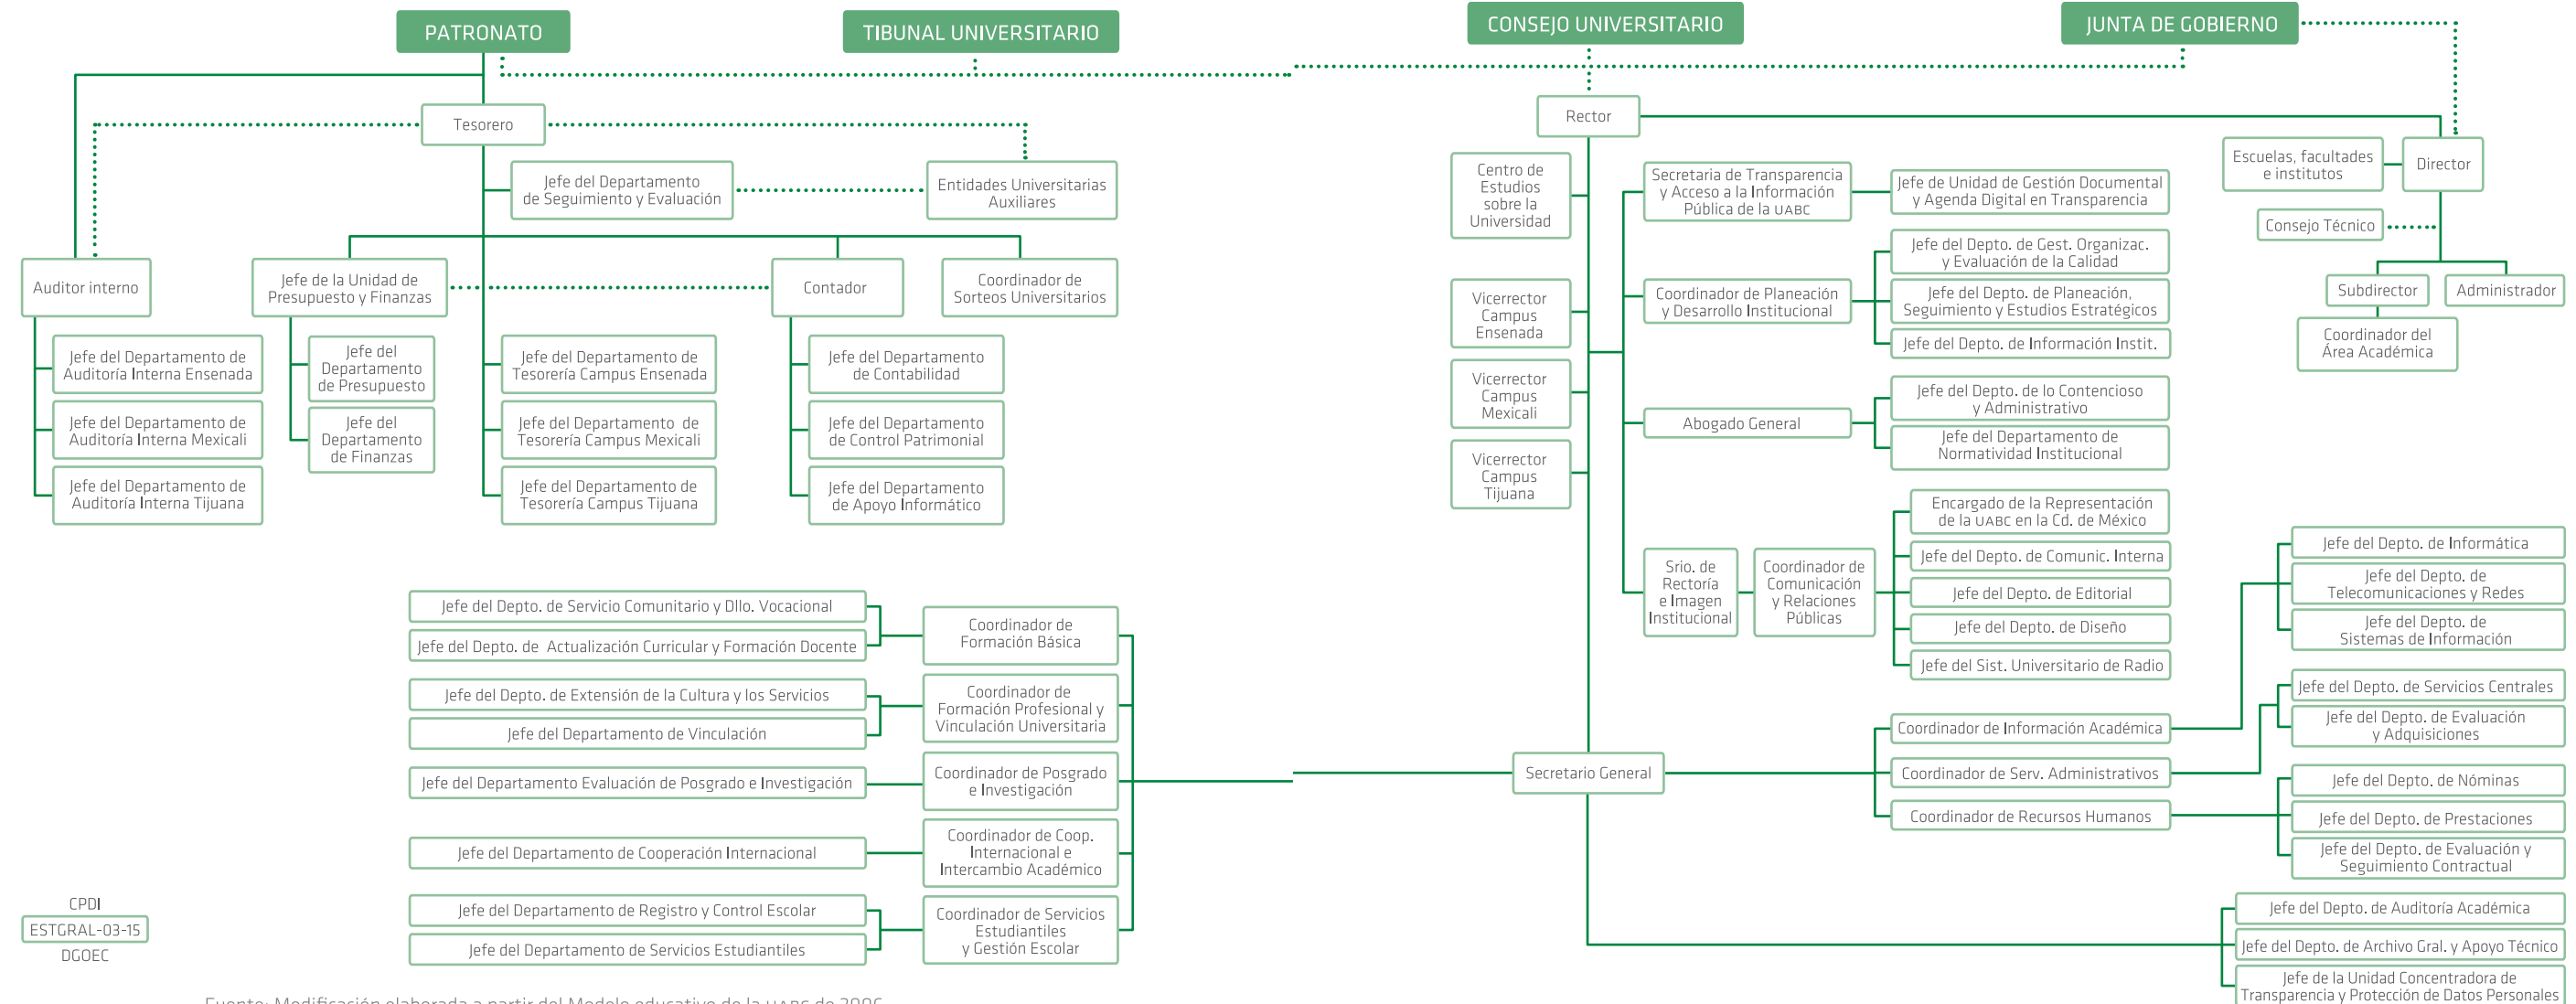 PATRONATO
TIBUNAL UNIVERSITARIO
CONSEJO UNIVERSITARIO
JUNTA DE GOBIERNO
Tesorero
Jefe del Departamento
de Seguimiento y Evaluación
Entidades Universitarias
Auxiliares
Auditor interno
Jefe de la Unidad de
Presupuesto y Finanzas
Contador
Coordinador de
Sorteos Universitarios
Jefe del Departamento de
Auditoría Interna Ensenada
Jefe del Departamento de
Auditoría Interna Mexicali
Jefe del Departamento de
Auditoría Interna Tijuana
Jefe del
Departamento
de Presupuesto
Jefe del
Departamento
de Finanzas
Jefe del Departamento de
Tesorería Campus Ensenada
Jefe del Departamento de
Tesorería Campus Mexicali
Jefe del Departamento de
Tesorería Campus Tijuana
Jefe del Departamento
de Contabilidad
Jefe del Departamento
de Control Patrimonial
Jefe del Departamento
de Apoyo Informático
Rector
Centro de
Estudios
sobre la
Universidad
Vicerrector
Campus
Ensenada
Vicerrector
Campus
Mexicali
Vicerrector
Campus
Tijuana
Secretaria de Transparencia
y Acceso a la Información
Pública de la UABC
Jefe de Unidad de Gestión Documental
y Agenda Digital en Transparencia
Coordinador de Planeación
y Desarrollo Institucional
Jefe del Depto. de Gest. Organizac.
y Evaluación de la Calidad
Jefe del Depto. de Planeación,
Seguimiento y Estudios Estratégicos
Jefe del Depto. de Información Instit.
Abogado General
Jefe del Depto. de lo Contencioso
y Administrativo
Jefe del Departamento de
Normatividad Institucional
Srio. de
Rectoría
e Imagen
Institucional
Coordinador de
Comunicación
y Relaciones
Públicas
Encargado de la Representación
de la UABC en la Cd. de México
Jefe del Depto. de Comunic. Interna
Jefe del Depto. de Editorial
Jefe del Depto. de Diseño
Jefe del Sist. Universitario de Radio
Escuelas, facultades
e institutos
Director
Consejo Técnico
Subdirector
Administrador
Coordinador del
Área Académica
Jefe del Depto. de Servicio Comunitario y Dllo. Vocacional
Jefe del Depto. de Actualización Curricular y Formación Docente
Coordinador de
Formación Básica
Jefe del Depto. de Extensión de la Cultura y los Servicios
Jefe del Departamento de Vinculación
Coordinador de
Formación Profesional y
Vinculación Universitaria
Jefe del Departamento Evaluación de Posgrado e Investigación
Coordinador de Posgrado
e Investigación
Jefe del Departamento de Cooperación Internacional
Coordinador de Coop.
Internacional e
Intercambio Académico
Jefe del Departamento de Registro y Control Escolar
Jefe del Departamento de Servicios Estudiantiles
Coordinador de Servicios
Estudiantiles
y Gestión Escolar
Secretario General
Coordinador de Información Académica
Coordinador de Serv. Administrativos
Coordinador de Recursos Humanos
Jefe del Depto. de Informática
Jefe del Depto. de
Telecomunicaciones y Redes
Jefe del Depto. de
Sistemas de Información
Jefe del Depto. de Servicios Centrales
Jefe del Depto. de Evaluación
y Adquisiciones
Jefe del Depto. de Nóminas
Jefe del Depto. de Prestaciones
Jefe del Depto. de Evaluación y
Seguimiento Contractual
Jefe del Depto. de Auditoría Académica
Jefe del Depto. de Archivo Gral. y Apoyo Técnico
Jefe de la Unidad Concentradora de
Transparencia y Protección de Datos Personales
CPDI
ESTGRAL-03-15
DGOEC
Fuente: Modificación elaborada a partir del Modelo educativo de la UABC de 2006